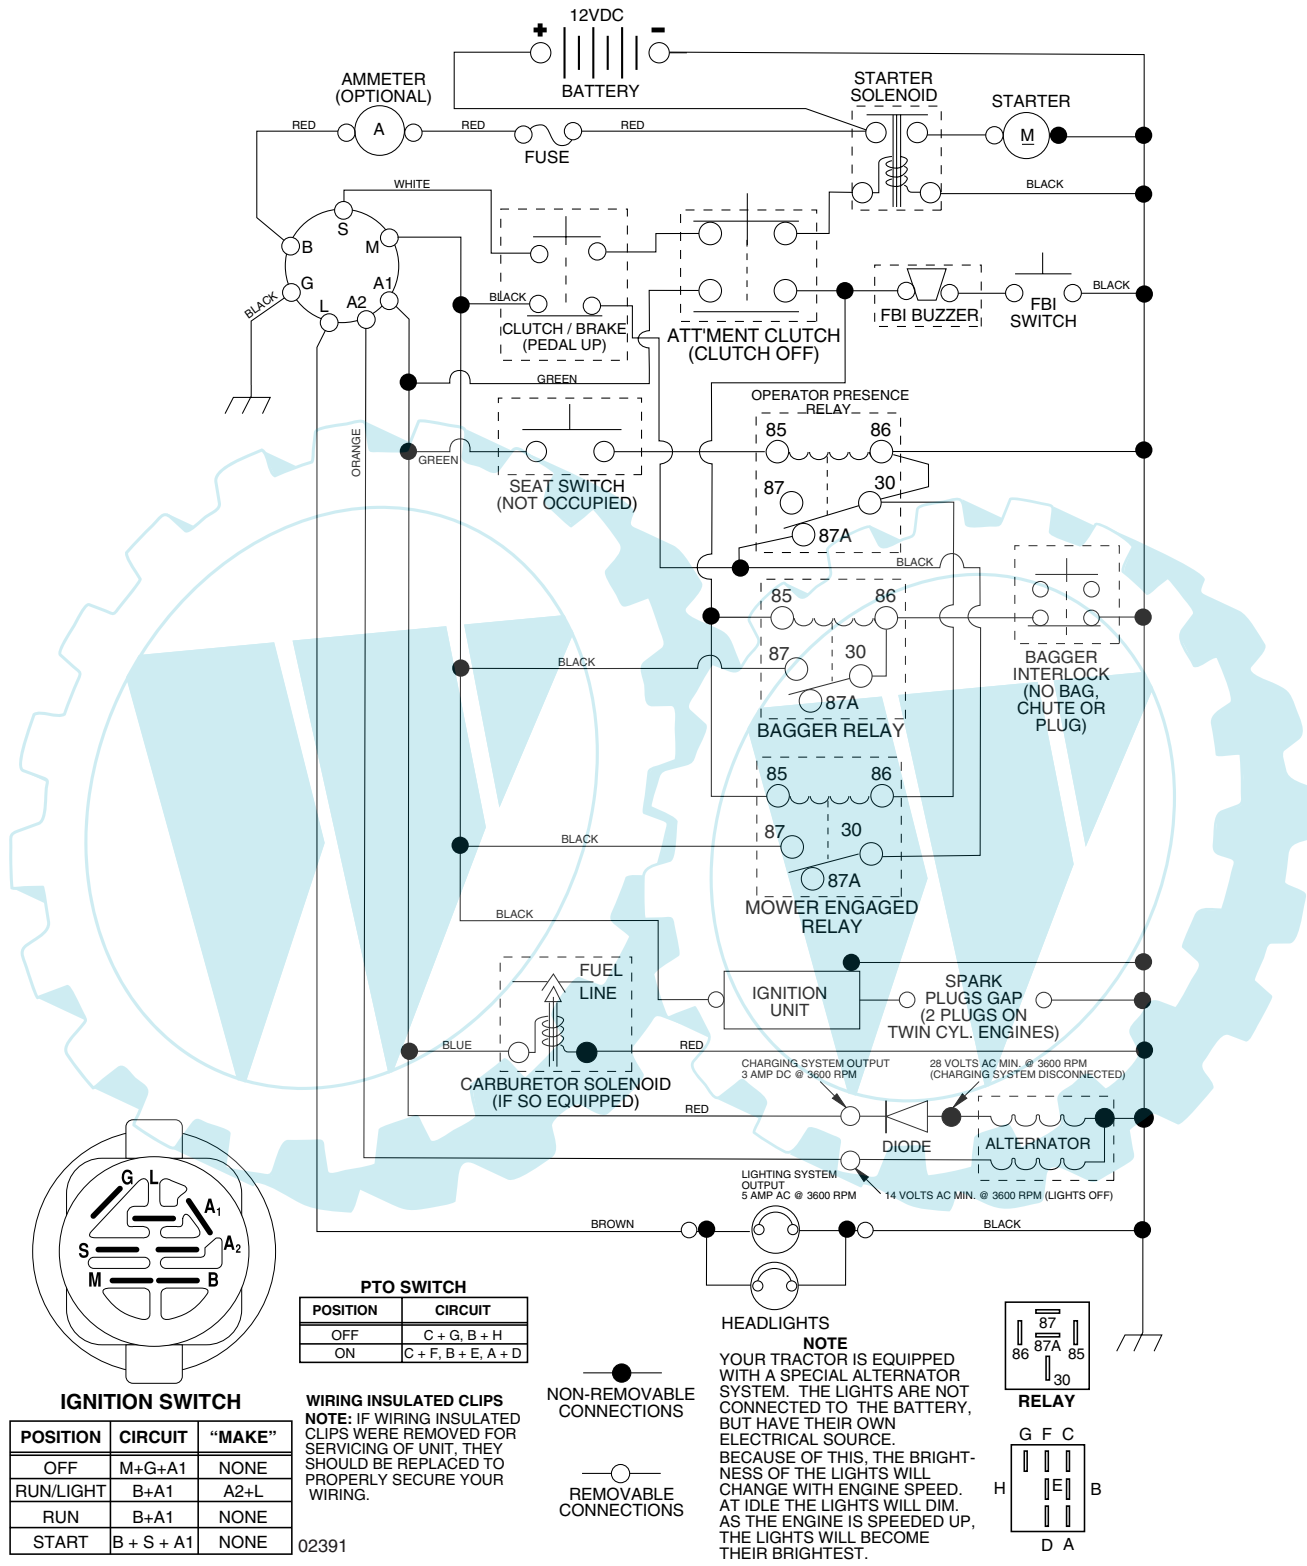 12VDC
+ -
BATTERY
AMMETER
(OPTIONAL)
A
RED
RED
RED
FUSE
STARTER
SOLENOID
STARTER
M
WHITE
BLACK
S
B
M
G
A1
L
A2
BLACK
BLACK
CLUTCH / BRAKE
(PEDAL UP)
ATT'MENT CLUTCH
(CLUTCH OFF)
FBI BUZZER
FBI
SWITCH
BLACK
GREEN
OPERATOR PRESENCE
RELAY
ORANGE
GREEN
SEAT SWITCH
(NOT OCCUPIED)
85 86
87 30
87A
BLACK
85 86
BLACK
87 30
87A
BAGGER RELAY
BAGGER
INTERLOCK
(NO BAG,
CHUTE OR
PLUG)
85 86
BLACK
87 30
87A
MOWER ENGAGED
RELAY
BLACK
FUEL
LINE
IGNITION
UNIT
SPARK
PLUGS GAP
(2 PLUGS ON
TWIN CYL. ENGINES)
BLUE
RED
CARBURETOR SOLENOID
(IF SO EQUIPPED)
CHARGING SYSTEM OUTPUT
3 AMP DC @ 3600 RPM
28 VOLTS AC MIN. @ 3600 RPM
(CHARGING SYSTEM DISCONNECTED)
RED
DIODE
ALTERNATOR
LIGHTING SYSTEM
OUTPUT
5 AMP AC @ 3600 RPM
14 VOLTS AC MIN. @ 3600 RPM (LIGHTS OFF)
BROWN
BLACK
HEADLIGHTS
G L
A1
S
A2
M
B
IGNITION SWITCH
POSITION CIRCUIT "MAKE"
OFF M+G+A1 NONE
RUN/LIGHT B+A1 A2+L
RUN B+A1 NONE
START B + S + A1 NONE
02391
PTO SWITCH
POSITION CIRCUIT
OFF C + G, B + H
ON C + F, B + E, A + D
WIRING INSULATED CLIPS
NOTE: IF WIRING INSULATED
CLIPS WERE REMOVED FOR
SERVICING OF UNIT, THEY
SHOULD BE REPLACED TO
PROPERLY SECURE YOUR
WIRING.
NON-REMOVABLE
CONNECTIONS
REMOVABLE
CONNECTIONS
NOTE
YOUR TRACTOR IS EQUIPPED
WITH A SPECIAL ALTERNATOR
SYSTEM. THE LIGHTS ARE NOT
CONNECTED TO THE BATTERY,
BUT HAVE THEIR OWN
ELECTRICAL SOURCE.
BECAUSE OF THIS, THE BRIGHT-
NESS OF THE LIGHTS WILL
CHANGE WITH ENGINE SPEED.
AT IDLE THE LIGHTS WILL DIM.
AS THE ENGINE IS SPEEDED UP,
THE LIGHTS WILL BECOME
THEIR BRIGHTEST.
87
86 87A 85
30
RELAY
G F C
H E B
D A